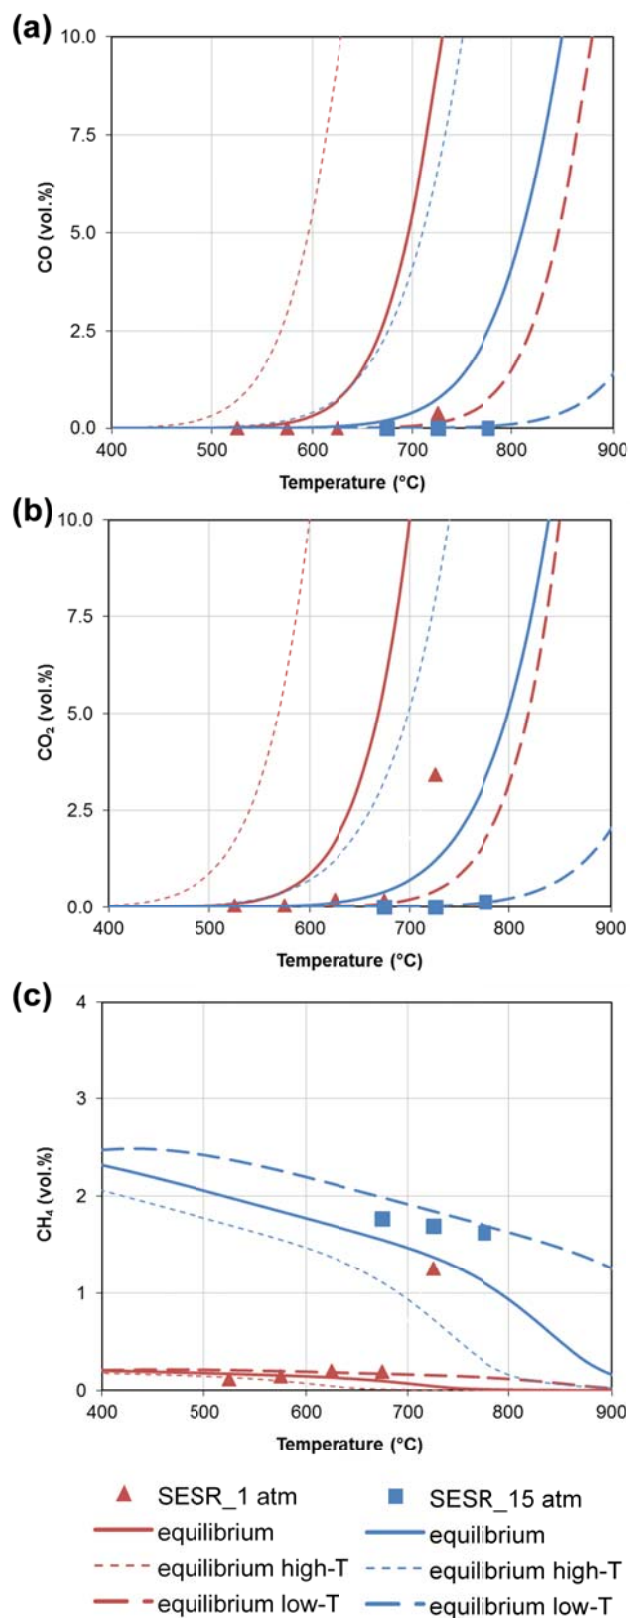 (a)
10.0
7.5
5.0
2.5
0.0
CO (vol.%)
400 500 600 700 800 900
Temperature (°C)
(b)
10.0
7.5
5.0
2.5
0.0
CO₂ (vol.%)
400 500 600 700 800 900
Temperature (°C)
(c)
4
3
2
1
0
CH₄ (vol.%)
400 500 600 700 800 900
Temperature (°C)
SESR_1 atm SESR_15 atm
equilibrium equilibrium
equilibrium high-T equilibrium high-T
equilibrium low-T equilibrium low-T